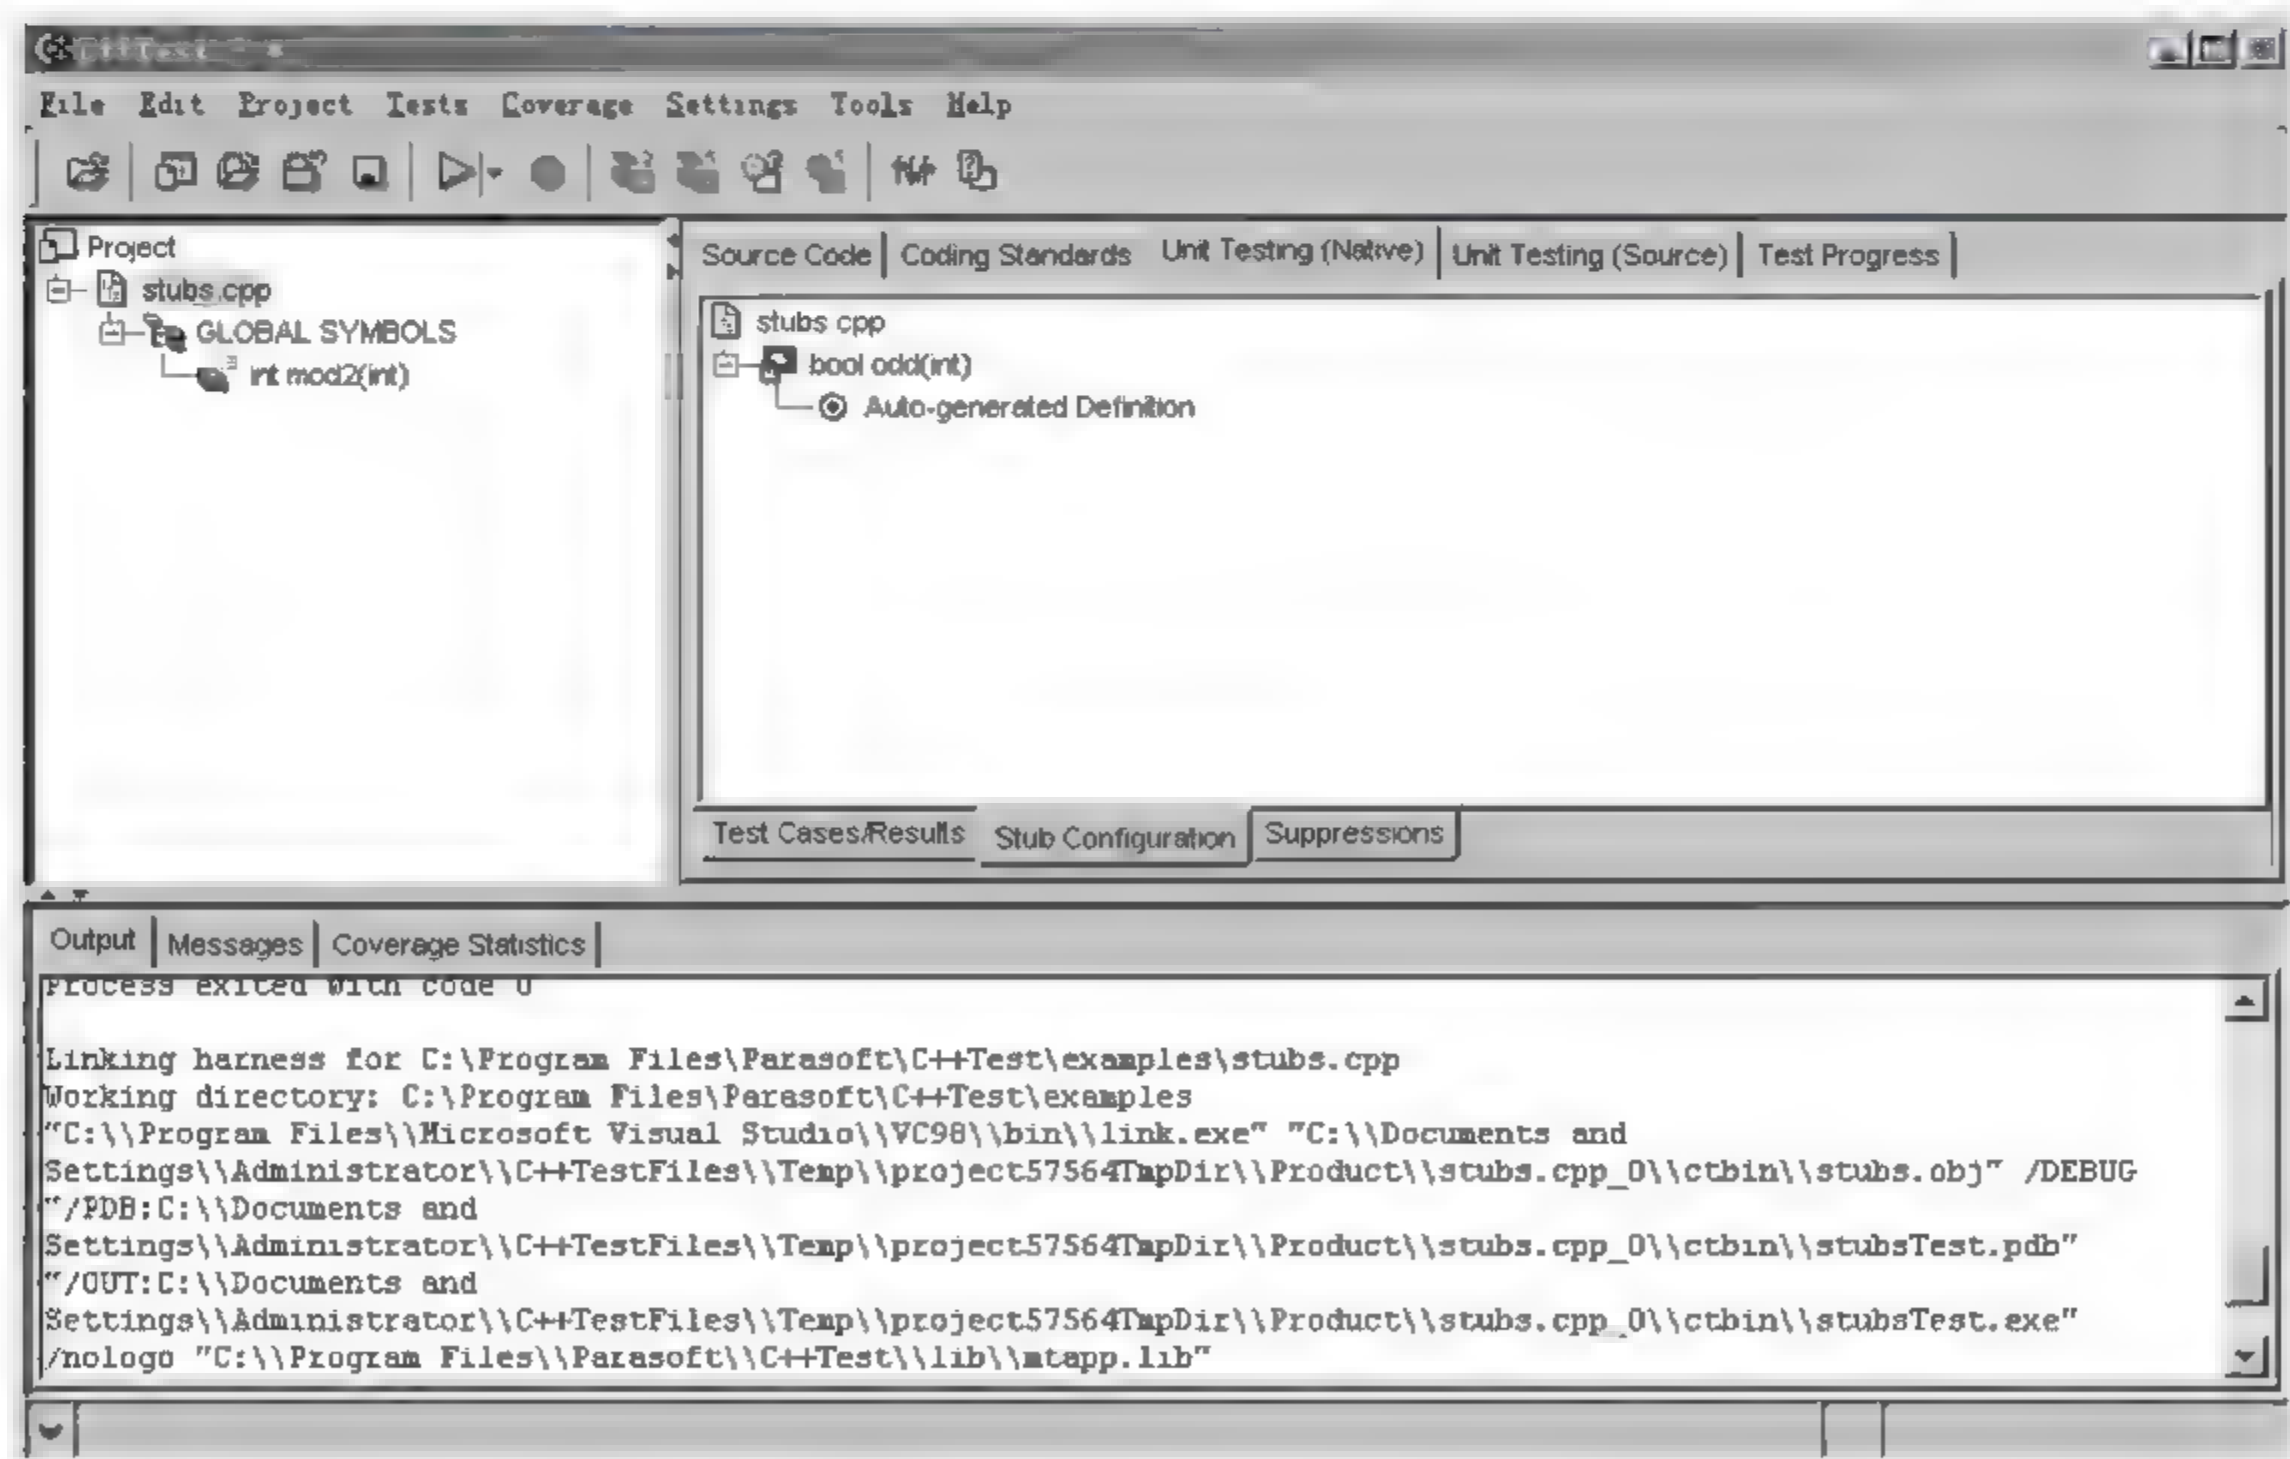 C++Test
File Edit Project Tests Coverage Settings Tools Help
Project
stubs.cpp
GLOBAL SYMBOLS
int mod2(int)
Source Code Coding Standards Unit Testing (Native) Unit Testing (Source) Test Progress
stubs cpp
bool odd(int)
Auto-generated Definition
Test Cases/Results Stub Configuration Suppressions
Output Messages Coverage Statistics
Process exited with code 0
Linking harness for C:\Program Files\Parasoft\C++Test\examples\stubs.cpp
Working directory: C:\Program Files\Parasoft\C++Test\examples
"C:\\Program Files\\Microsoft Visual Studio\\VC98\\bin\\link.exe" "C:\\Documents and
Settings\\Administrator\\C++TestFiles\\Temp\\project57564TmpDir\\Product\\stubs.cpp_0\\ctbin\\stubs.obj" /DEBUG
"/PDB:C:\\Documents and
Settings\\Administrator\\C++TestFiles\\Temp\\project57564TmpDir\\Product\\stubs.cpp_0\\ctbin\\stubsTest.pdb"
"/OUT:C:\\Documents and
Settings\\Administrator\\C++TestFiles\\Temp\\project57564TmpDir\\Product\\stubs.cpp_0\\ctbin\\stubsTest.exe"
/nologo "C:\\Program Files\\Parasoft\\C++Test\\lib\\mtapp.lib"